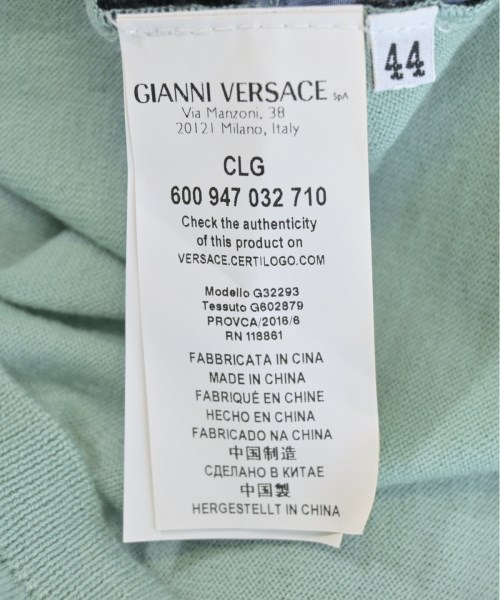 GIANNI VERSACE SpA
Via Manzoni, 38
20121 Milano, Italy
44
CLG
600 947 032 710
Check the authenticity
of this product on
VERSACE.CERTILOGO.COM
Modello G32293
Tessuto G602879
PROVCA/2016/6
RN 118861
FABBRICATA IN CINA
MADE IN CHINA
FABRIQUÉ EN CHINE
HECHO EN CHINA
FABRICADO NA CHINA
中国制造
СДЕЛАНО В КИТАЕ
中国製
HERGESTELLT IN CHINA